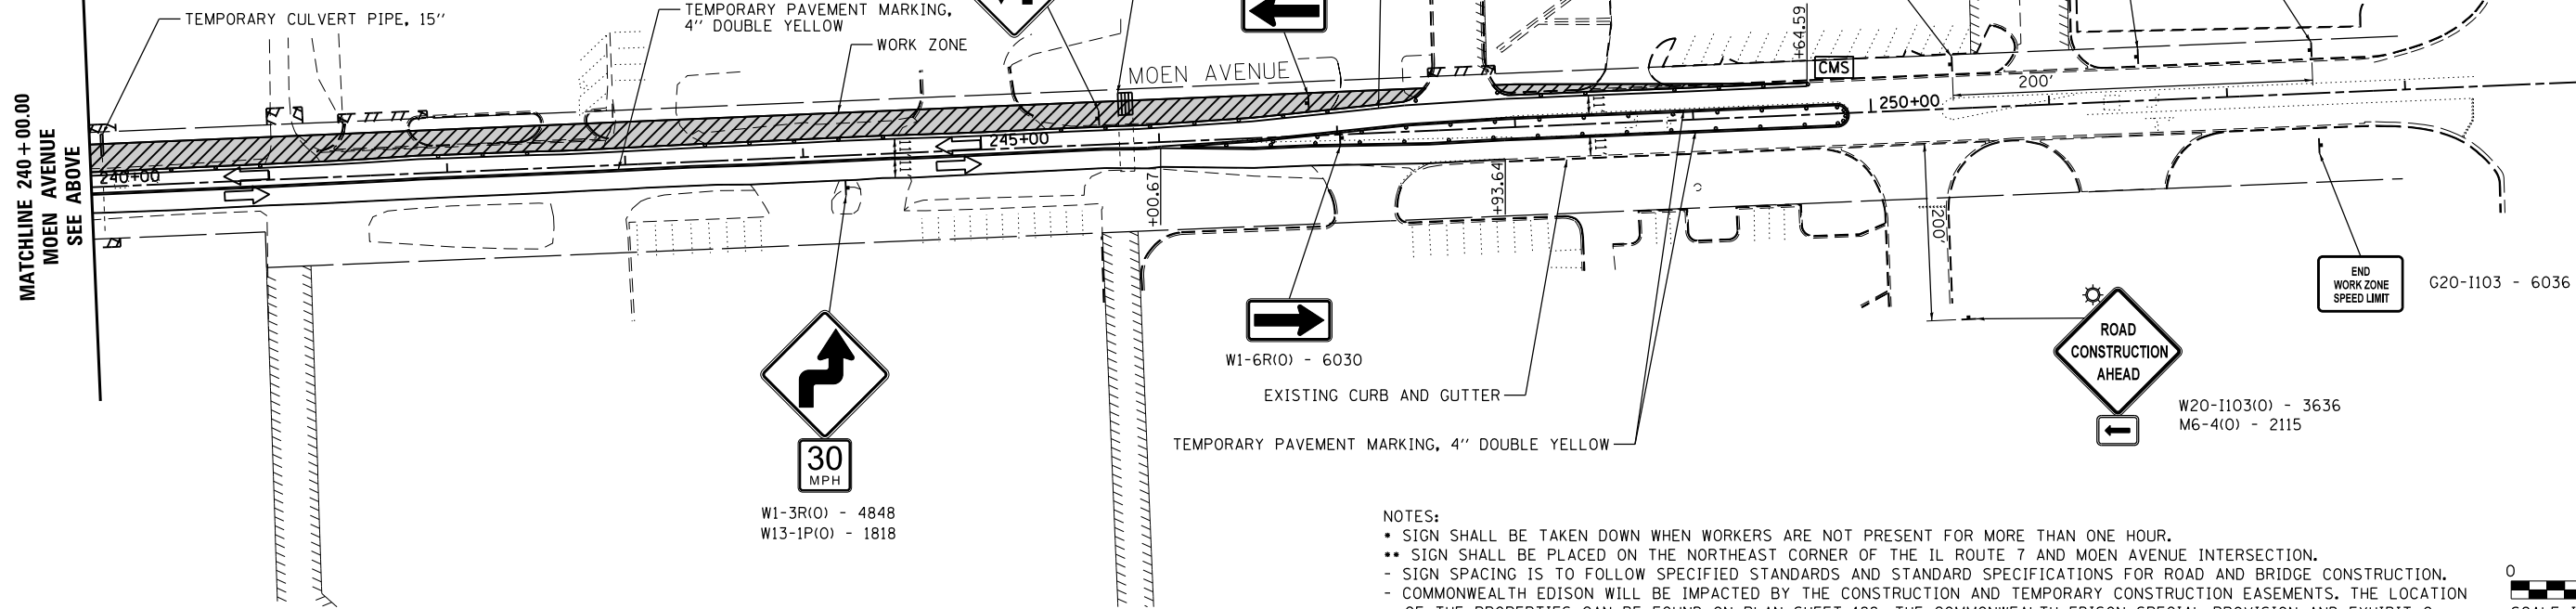 TEMPORARY CULVERT PIPE, 15"
TEMPORARY PAVEMENT MARKING,
4" DOUBLE YELLOW
WORK ZONE
MOEN AVENUE
+64.59
CMS
200'
250+00
MATCHLINE 240+00.00
MOEN AVENUE
SEE ABOVE
240+00
245+00
11'
11'
11'
11'
+00.67
+93.64
200'
END
WORK ZONE
SPEED LIMIT
G20-I103 - 6036
W1-6R(O) - 6030
ROAD
CONSTRUCTION
AHEAD
W20-I103(O) - 3636
M6-4(O) - 2115
EXISTING CURB AND GUTTER
TEMPORARY PAVEMENT MARKING, 4" DOUBLE YELLOW
30
MPH
W1-3R(O) - 4848
W13-1P(O) - 1818
NOTES:
* SIGN SHALL BE TAKEN DOWN WHEN WORKERS ARE NOT PRESENT FOR MORE THAN ONE HOUR.
** SIGN SHALL BE PLACED ON THE NORTHEAST CORNER OF THE IL ROUTE 7 AND MOEN AVENUE INTERSECTION.
- SIGN SPACING IS TO FOLLOW SPECIFIED STANDARDS AND STANDARD SPECIFICATIONS FOR ROAD AND BRIDGE CONSTRUCTION.
- COMMONWEALTH EDISON WILL BE IMPACTED BY THE CONSTRUCTION AND TEMPORARY CONSTRUCTION EASEMENTS. THE LOCATION
0